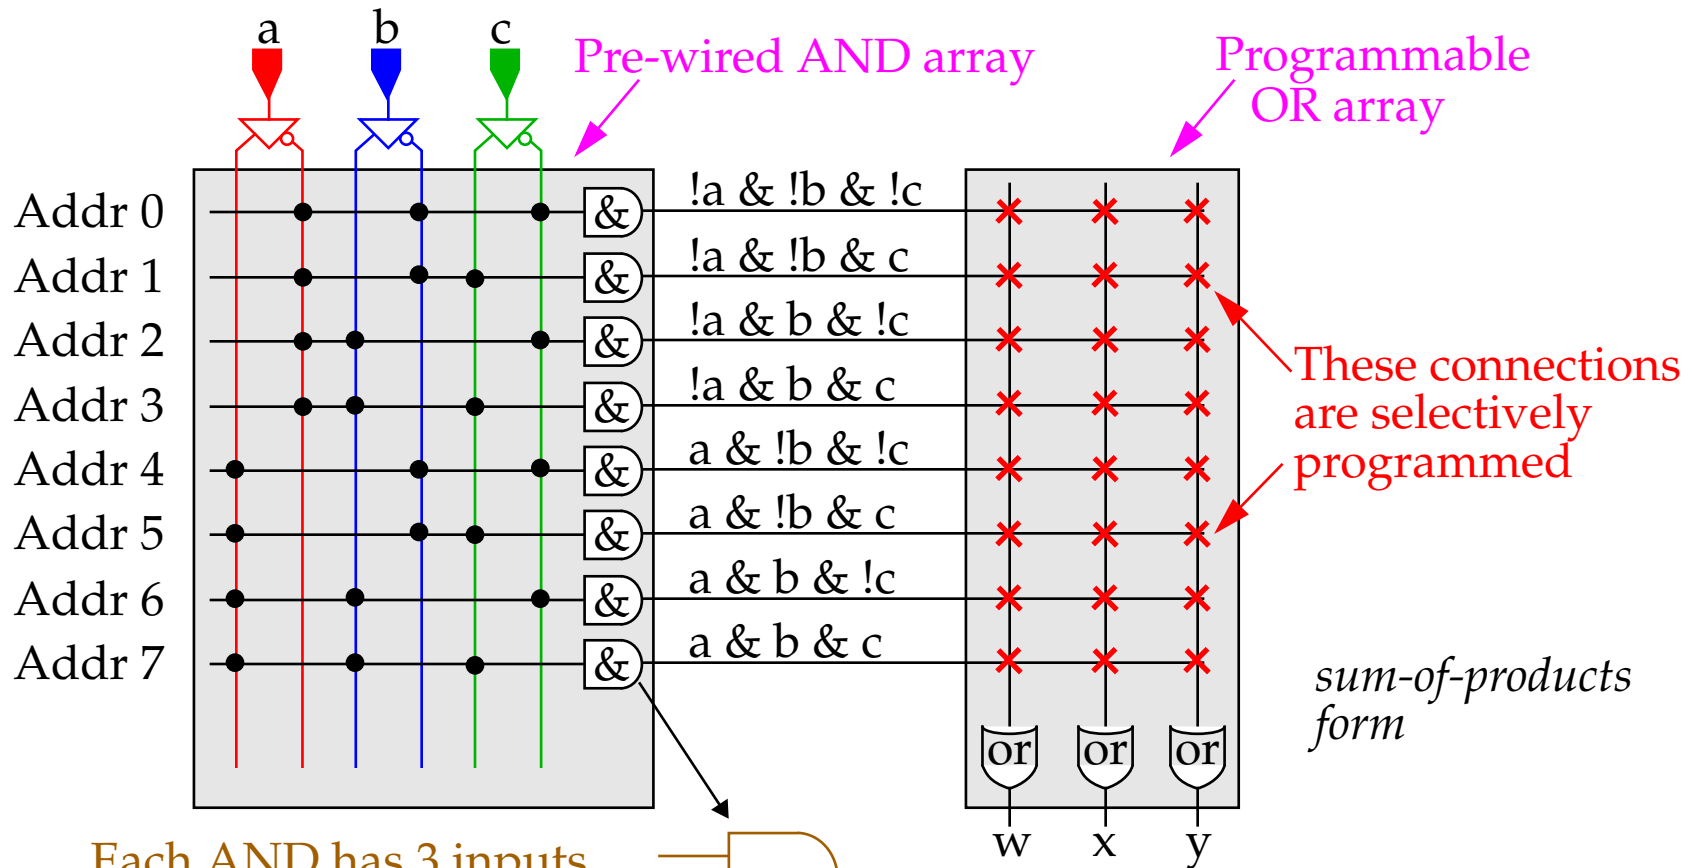 a b c
Pre-wired AND array
Programmable
OR array
Addr 0 & !a & !b & !c
Addr 1 & !a & !b & c
Addr 2 & !a & b & !c
Addr 3 & !a & b & c
Addr 4 & a & !b & !c
Addr 5 & a & !b & c
Addr 6 & a & b & !c
Addr 7 & a & b & c
These connections
are selectively
programmed
sum-of-products
form
or or or
w x y
Each AND has 3 inputs